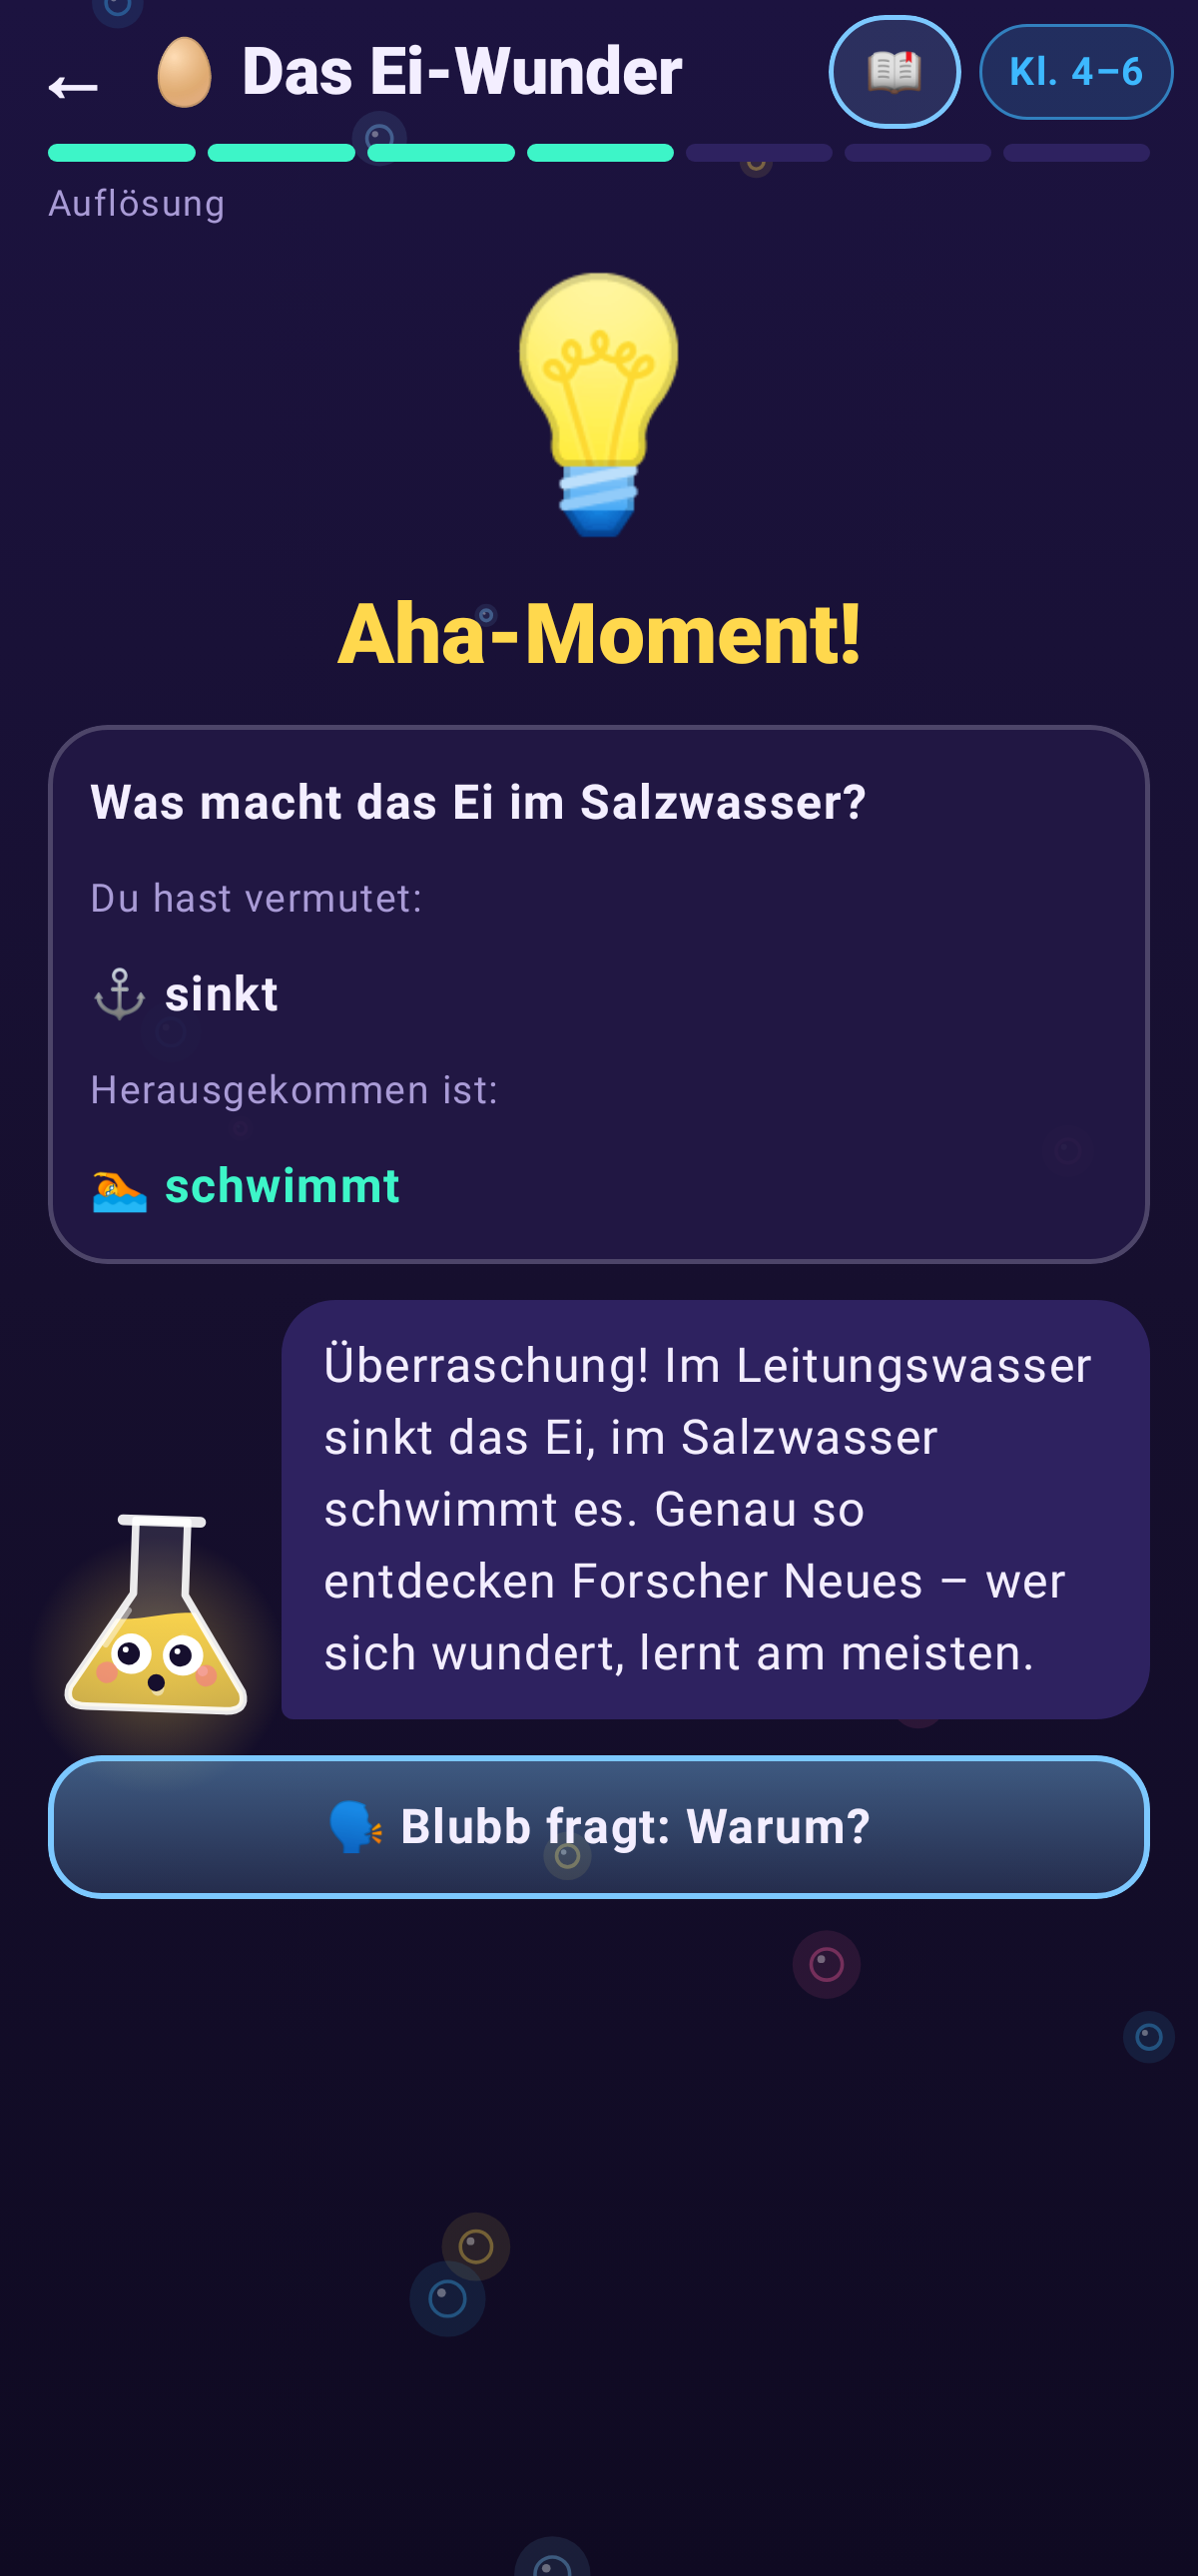 ← Das Ei-Wunder Kl. 4–6
Auflösung
Aha-Moment!
Was macht das Ei im Salzwasser?
Du hast vermutet:
sinkt
Herausgekommen ist:
schwimmt
Überraschung! Im Leitungswasser
sinkt das Ei, im Salzwasser
schwimmt es. Genau so
entdecken Forscher Neues – wer
sich wundert, lernt am meisten.
Blubb fragt: Warum?